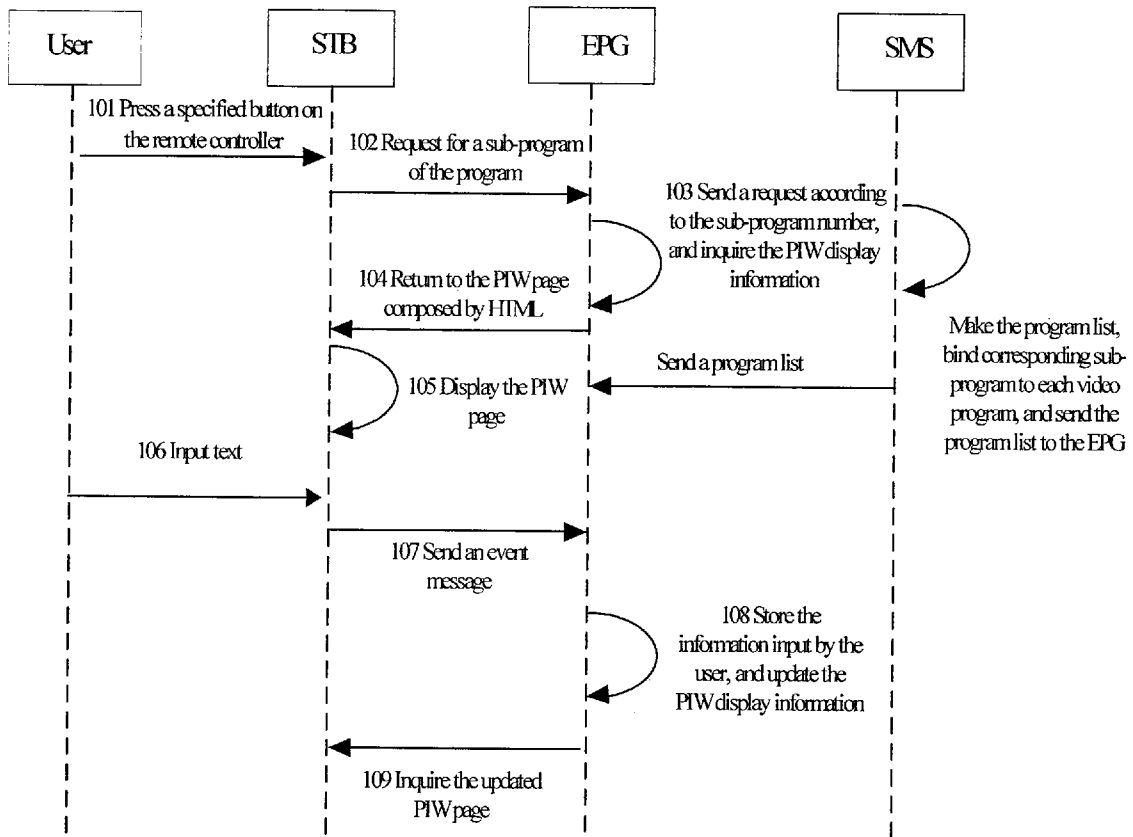 User
STB
EPG
SMS
101 Press a specified button on
the remote controller
102 Request for a sub-program
of the program
103 Send a request according
to the sub-program number,
and inquire the PIW display
information
104 Return to the PIW page
composed by HTML
Make the program list,
bind corresponding sub-
program to each video
program, and send the
program list to the EPG
Send a program list
105 Display the PIW
page
106 Input text
107 Send an event
message
108 Store the
information input by the
user, and update the
PIW display information
109 Inquire the updated
PIW page